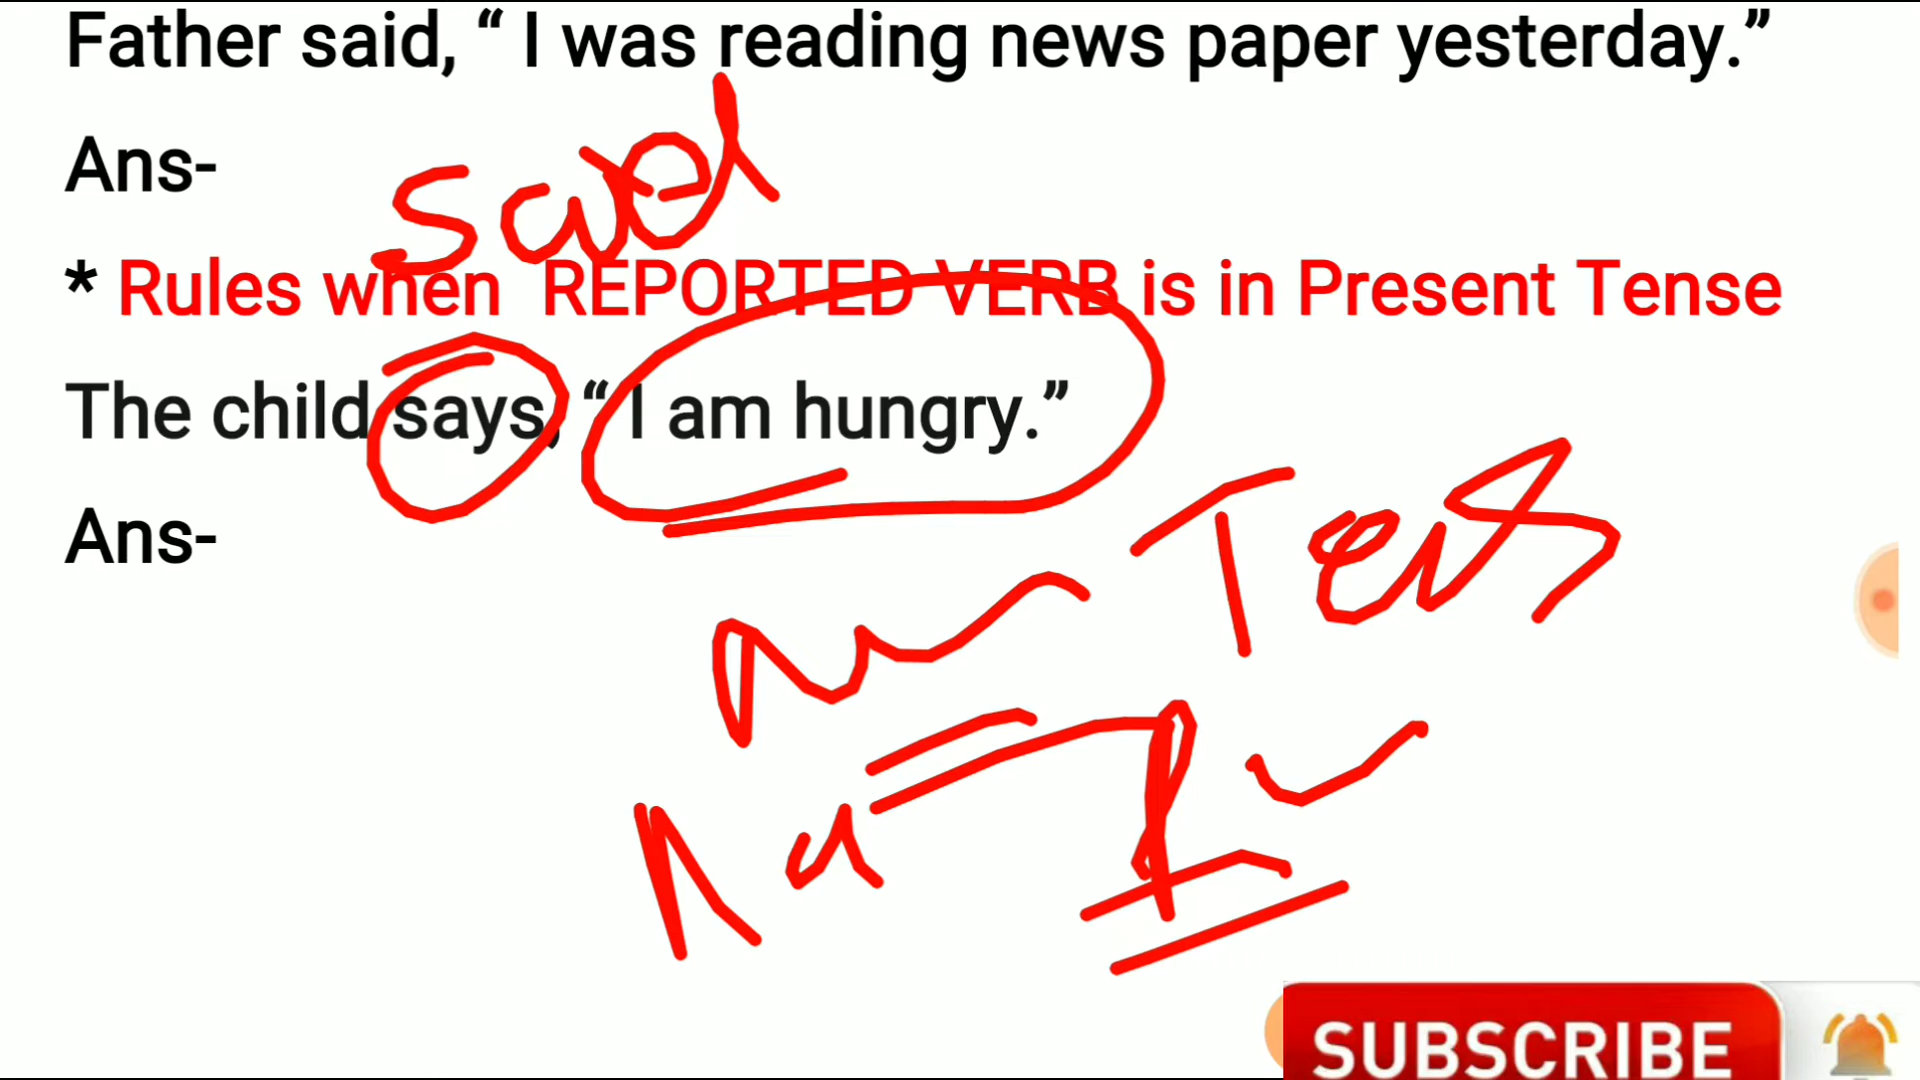 Father said, “ I was reading news paper yesterday.”
Ans-
said
* Rules when REPORTED VERB is in Present Tense
The child says, “ I am hungry.”
Ans-
SUBSCRIBE